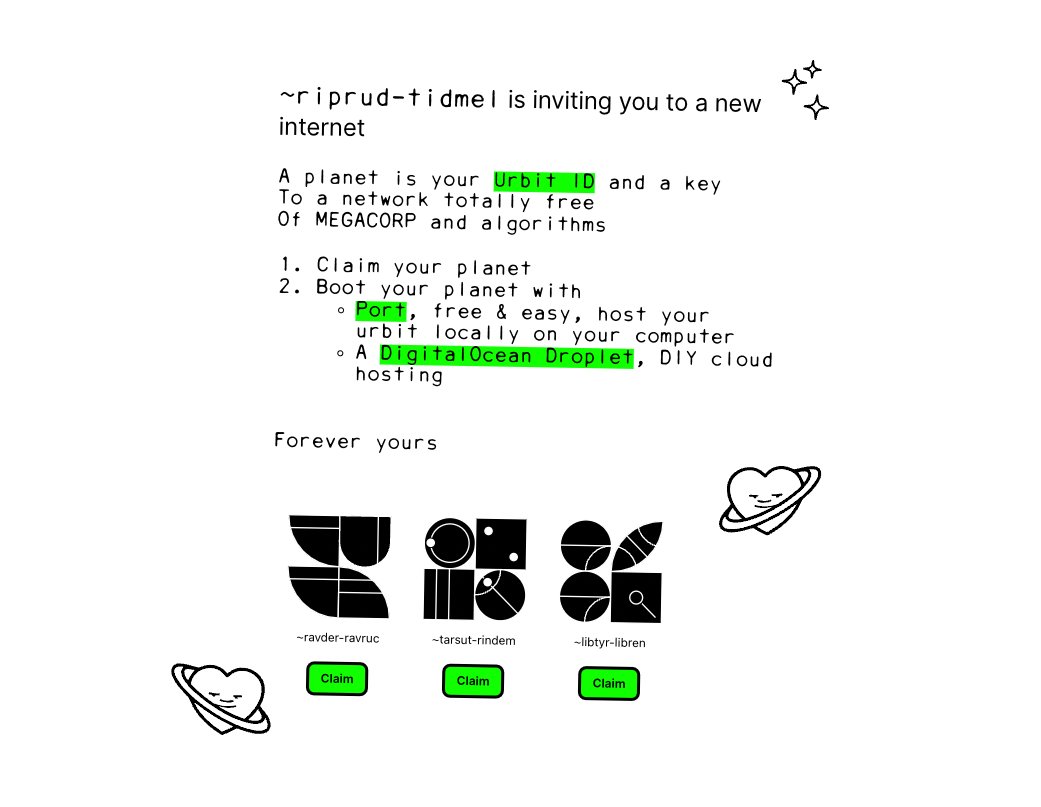 ~riprud-tidmel is inviting you to a new
internet
A planet is your Urbit ID and a key
To a network totally free
Of MEGACORP and algorithms
1. Claim your planet
2. Boot your planet with
Port, free & easy, host your
urbit locally on your computer
A DigitalOcean Droplet, DIY cloud
hosting
Forever yours
~ravder-ravruc ~tarsut-rindem ~libtyr-libren
Claim Claim Claim